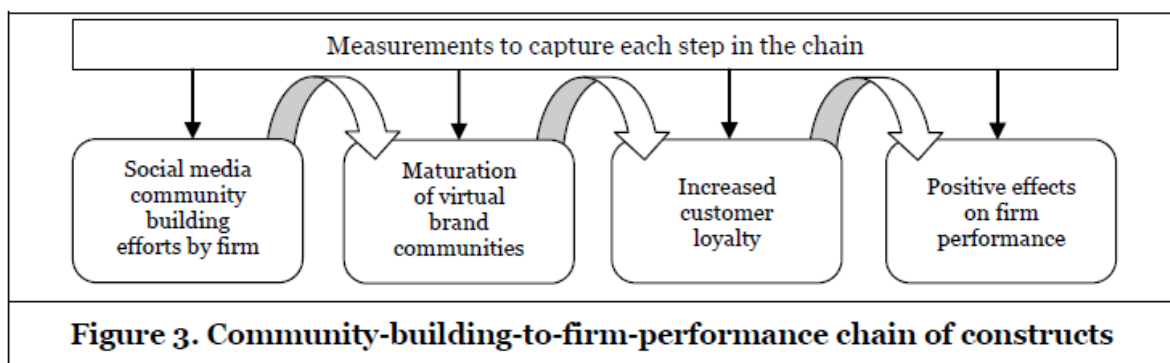 Measurements to capture each step in the chain
Social media
community
building
efforts by firm
Maturation
of virtual
brand
communities
Increased
customer
loyalty
Positive effects
on firm
performance
Figure 3. Community-building-to-firm-performance chain of constructs